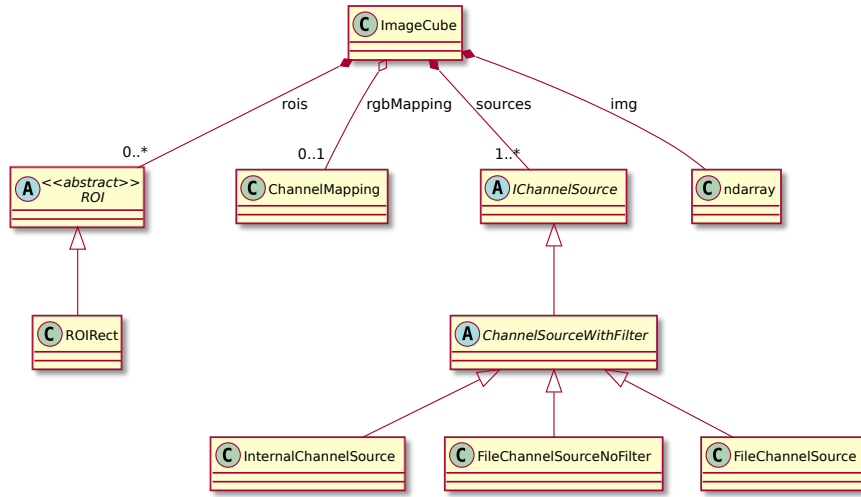 C ImageCube
rois
rgbMapping
sources
img
0..*
0..1
1..*
A <<abstract>>
ROI
C ChannelMapping
A IChannelSource
C ndarray
C ROIRect
A ChannelSourceWithFilter
C InternalChannelSource
C FileChannelSourceNoFilter
C FileChannelSource